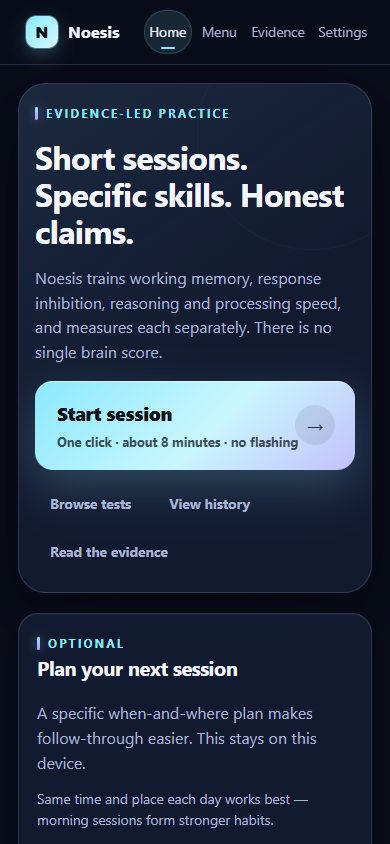 N Noesis Home Menu Evidence Settings
EVIDENCE-LED PRACTICE
Short sessions.
Specific skills. Honest
claims.
Noesis trains working memory, response
inhibition, reasoning and processing speed,
and measures each separately. There is no
single brain score.
Start session
One click · about 8 minutes · no flashing →
Browse tests View history
Read the evidence
OPTIONAL
Plan your next session
A specific when-and-where plan makes
follow-through easier. This stays on this
device.
Same time and place each day works best —
morning sessions form stronger habits.